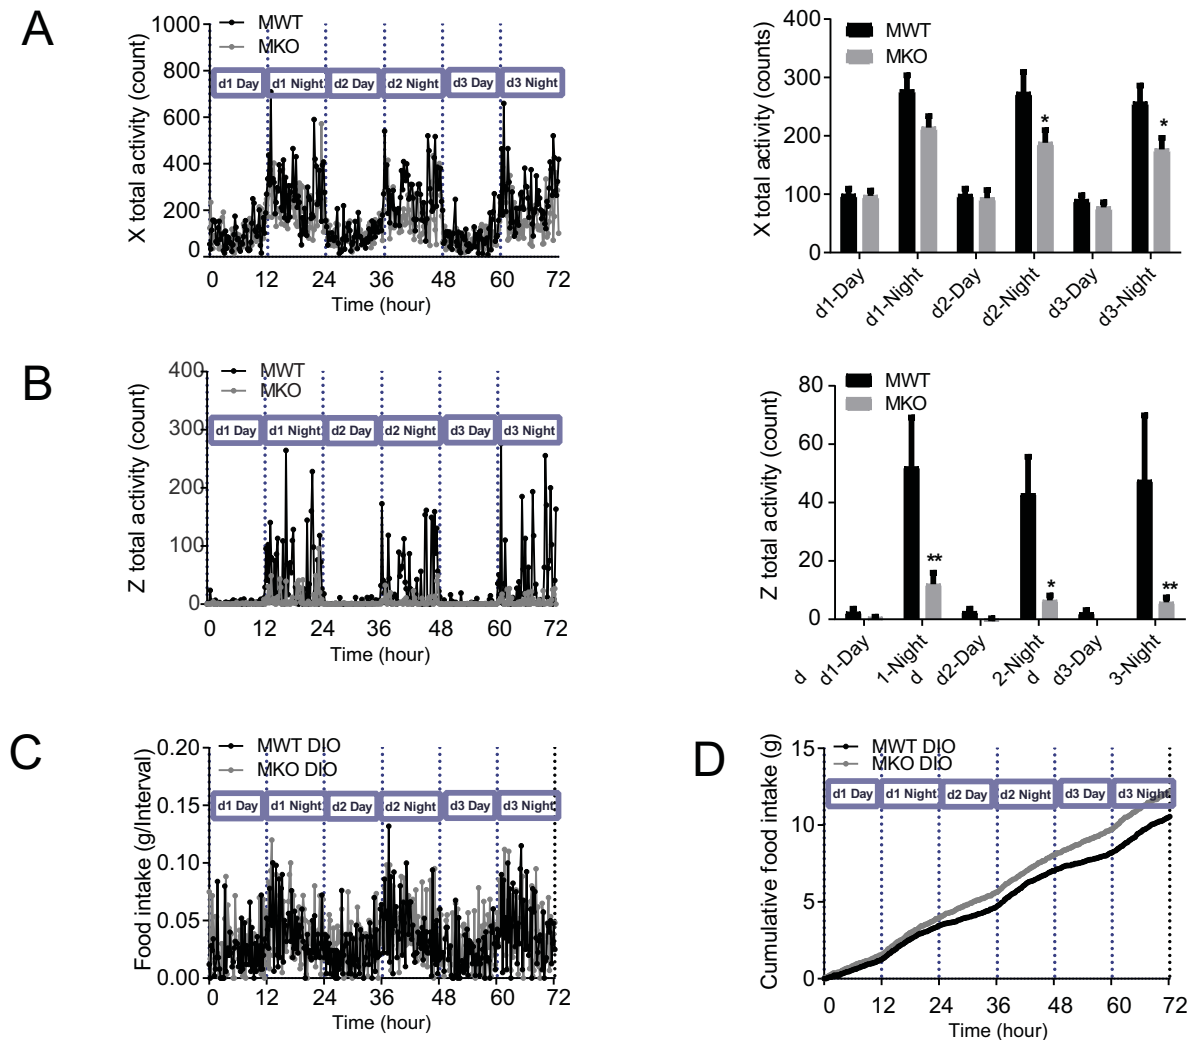 A
X total activity (count)
1000
800
600
400
200
0
MWT
MKO
d1 Day d1 Night d2 Day d2 Night d3 Day d3 Night
0 12 24 36 48 60 72
Time (hour)
X total activity (counts)
400
300
200
100
0
MWT
MKO
*
*
d1-Day
d1-Night
d2-Day
d2-Night
d3-Day
d3-Night
B
Z total activity (count)
400
300
200
100
0
MWT
MKO
d1 Day d1 Night d2 Day d2 Night d3 Day d3 Night
0 12 24 36 48 60 72
Time (hour)
Z total activity (count)
80
60
40
20
0
MWT
MKO
**
*
**
d d1-Day
1-Night
d d2-Day
2-Night
d d3-Day
3-Night
C
Food intake (g/Interval)
0.20
0.15
0.10
0.05
0.00
MWT DIO
MKO DIO
d1 Day d1 Night d2 Day d2 Night d3 Day d3 Night
0 12 24 36 48 60 72
Time (hour)
D
Cumulative food intake (g)
15
10
5
0
MWT DIO
MKO DIO
d1 Day d1 Night d2 Day d2 Night d3 Day d3 Night
0 12 24 36 48 60 72
Time (hour)